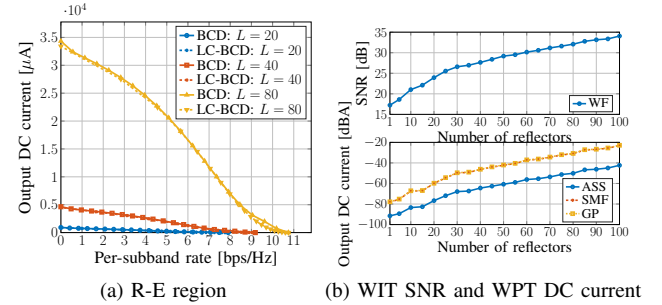 ·10⁴
4
3.5
3
2.5
2
1.5
1
0.5
0
0 1 2 3 4 5 6 7 8 9 10 11
Output DC current [μA]
Per-subband rate [bps/Hz]
BCD: L = 20
LC-BCD: L = 20
BCD: L = 40
LC-BCD: L = 40
BCD: L = 80
LC-BCD: L = 80
(a) R-E region
35
30
25
20
15
1 10 20 30 40 50 60 70 80 90 100
SNR [dB]
Number of reflectors
WF
−20
−40
−60
−80
−100
1 10 20 30 40 50 60 70 80 90 100
Output DC current [dBA]
Number of reflectors
ASS
SMF
GP
(b) WIT SNR and WPT DC current